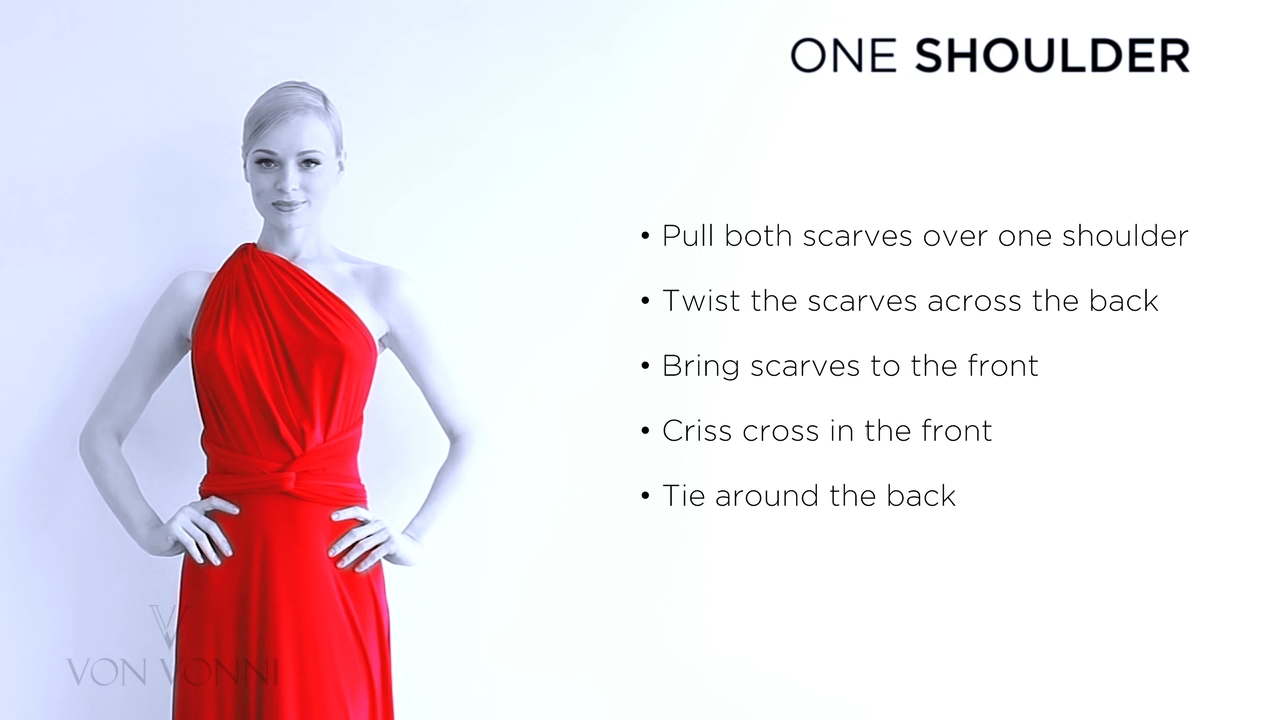 ONE SHOULDER
• Pull both scarves over one shoulder
• Twist the scarves across the back
• Bring scarves to the front
• Criss cross in the front
• Tie around the back
VON VONNI